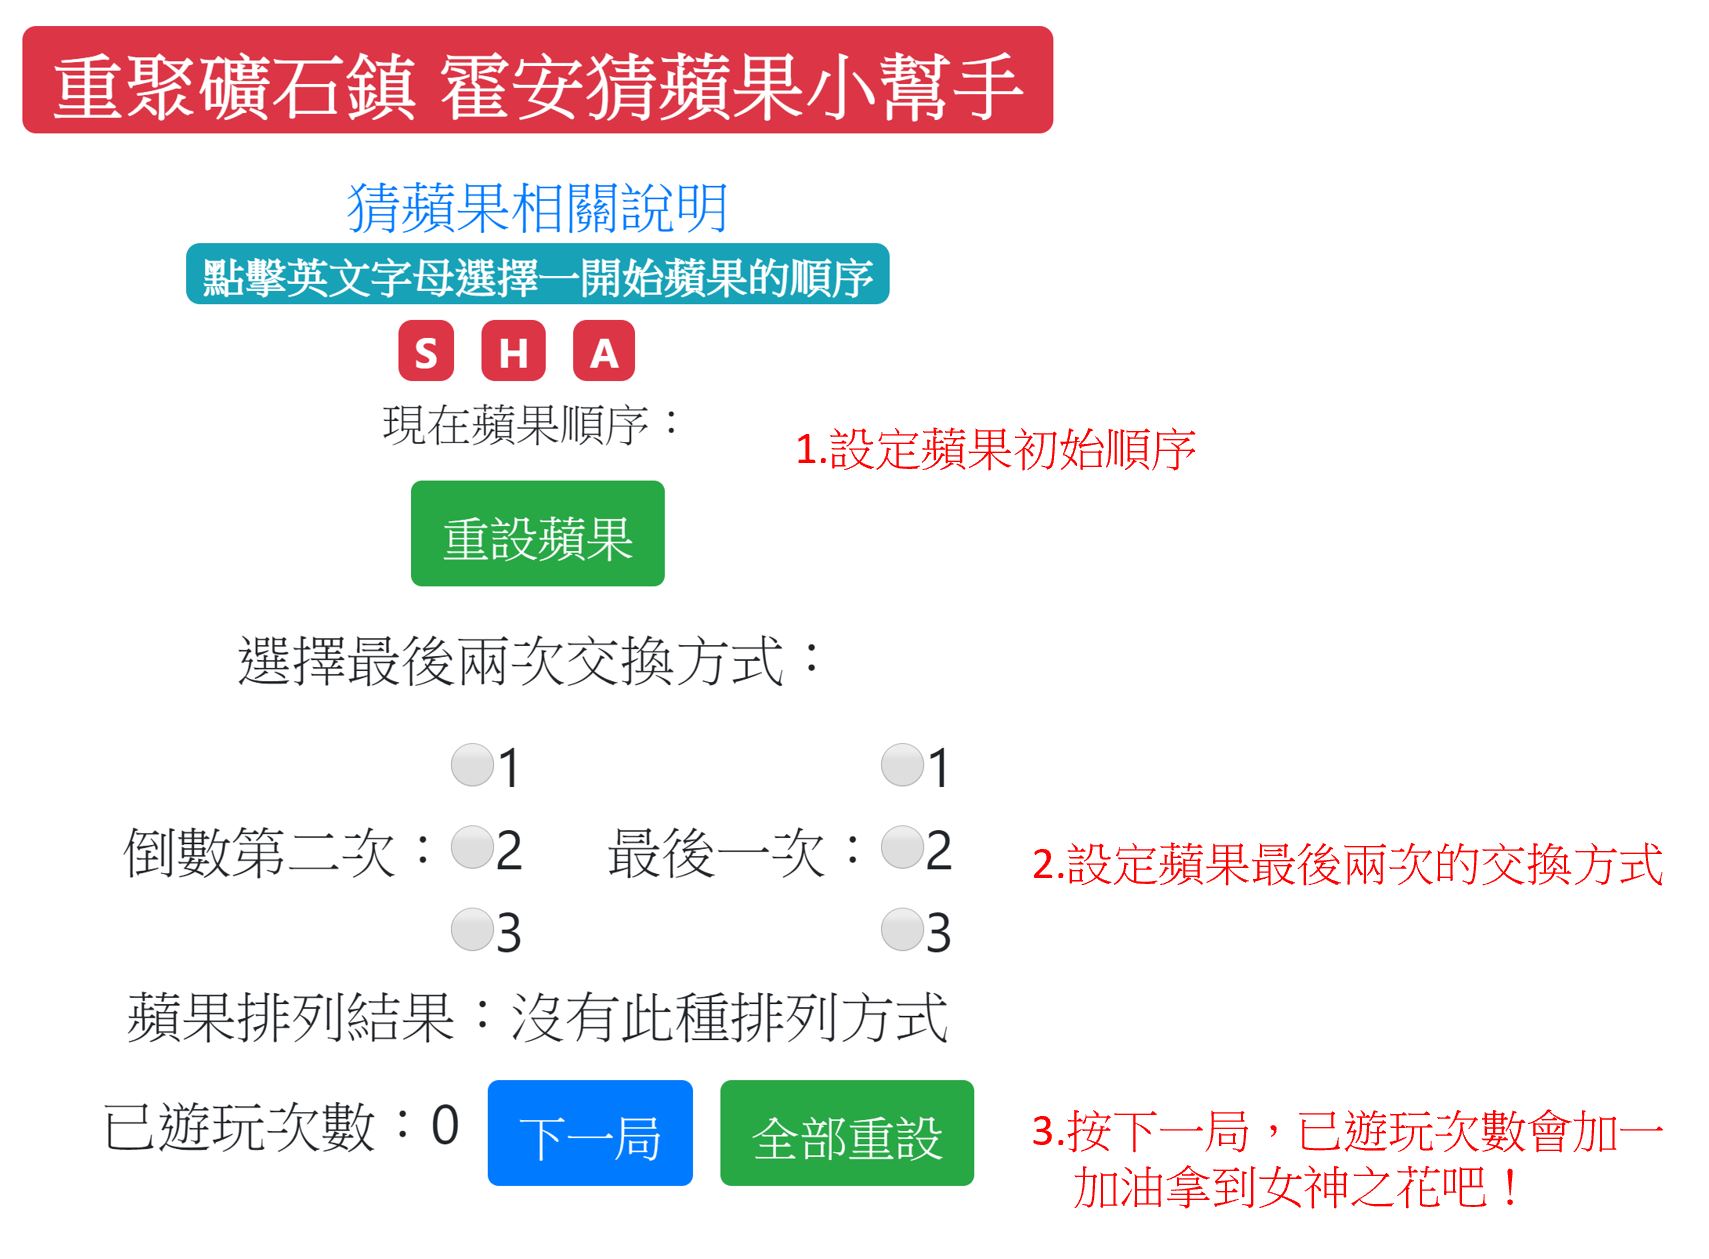 重聚礦石鎮 霍安猜蘋果小幫手
猜蘋果相關說明
點擊英文字母選擇一開始蘋果的順序
S H A
現在蘋果順序：
1.設定蘋果初始順序
重設蘋果
選擇最後兩次交換方式：
1 1
倒數第二次：2 最後一次：2
2.設定蘋果最後兩次的交換方式
3 3
蘋果排列結果：沒有此種排列方式
已遊玩次數：0 下一局 全部重設
3.按下一局，已遊玩次數會加一
加油拿到女神之花吧！